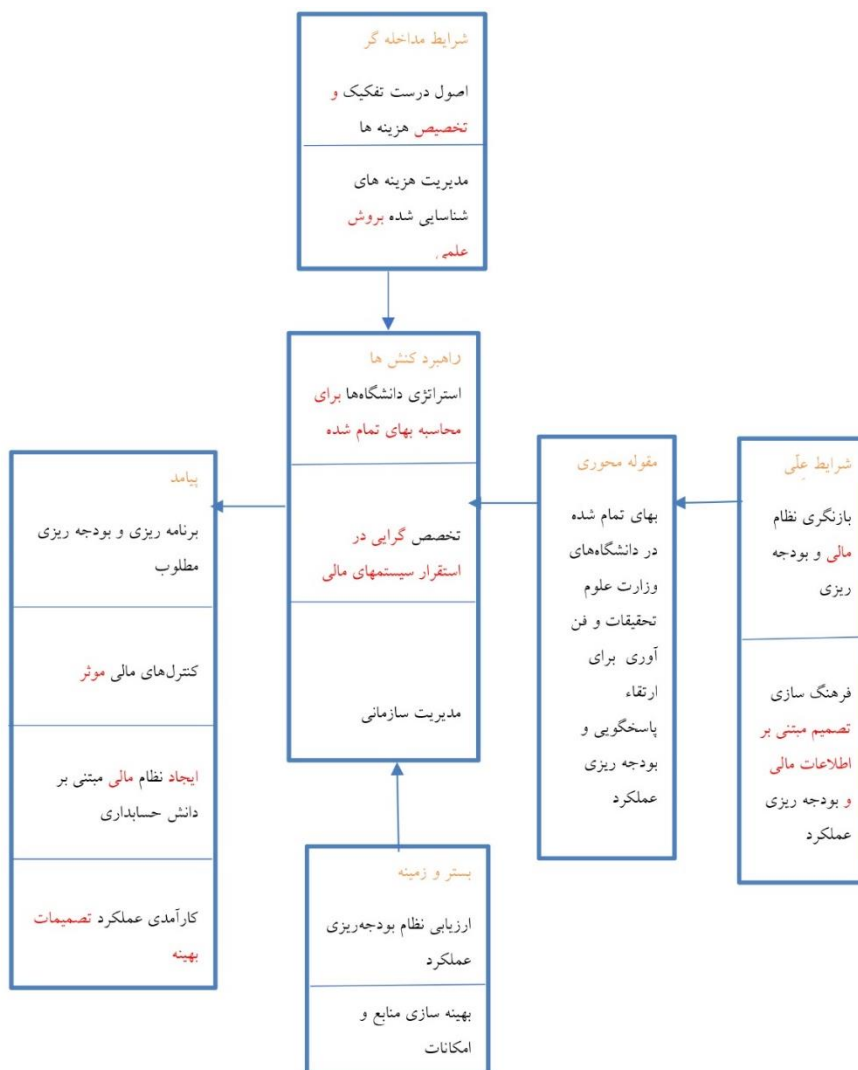 شرایط مداخله گر
اصول درست تفکیک و
تخصیص هزینه ها
مدیریت هزینه های
شناسایی شده بروش
علمی
شرایط علّی
بازنگری نظام
مالی و بودجه
ریزی
فرهنگ سازی
تصمیم مبتنی بر
اطلاعات مالی
و بودجه ریزی
عملکرد
مقوله محوری
بهای تمام شده
در دانشگاه‌های
وزارت علوم
تحقیقات و فن
آوری برای
ارتقاء
پاسخگویی و
بودجه ریزی
عملکرد
راهبرد کنش ها
استراتژی دانشگاه‌ها برای
محاسبه بهای تمام شده
تخصص گرایی در
استقرار سیستمهای مالی
مدیریت سازمانی
پیامد
برنامه ریزی و بودجه ریزی
مطلوب
کنترل‌های مالی موثر
ایجاد نظام مالی مبتنی بر
دانش حسابداری
کارآمدی عملکرد تصمیمات
بهینه
بستر و زمینه
ارزیابی نظام بودجه‌ریزی
عملکرد
بهینه سازی منابع و
امکانات